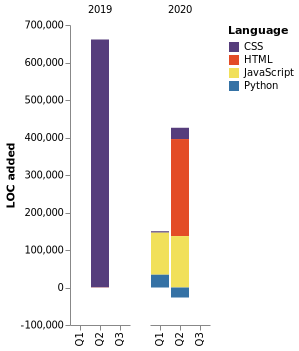 2019
2020
Language
CSS
HTML
JavaScript
Python
LOC added
700,000
600,000
500,000
400,000
300,000
200,000
100,000
0
-100,000
Q1
Q2
Q3
Q1
Q2
Q3